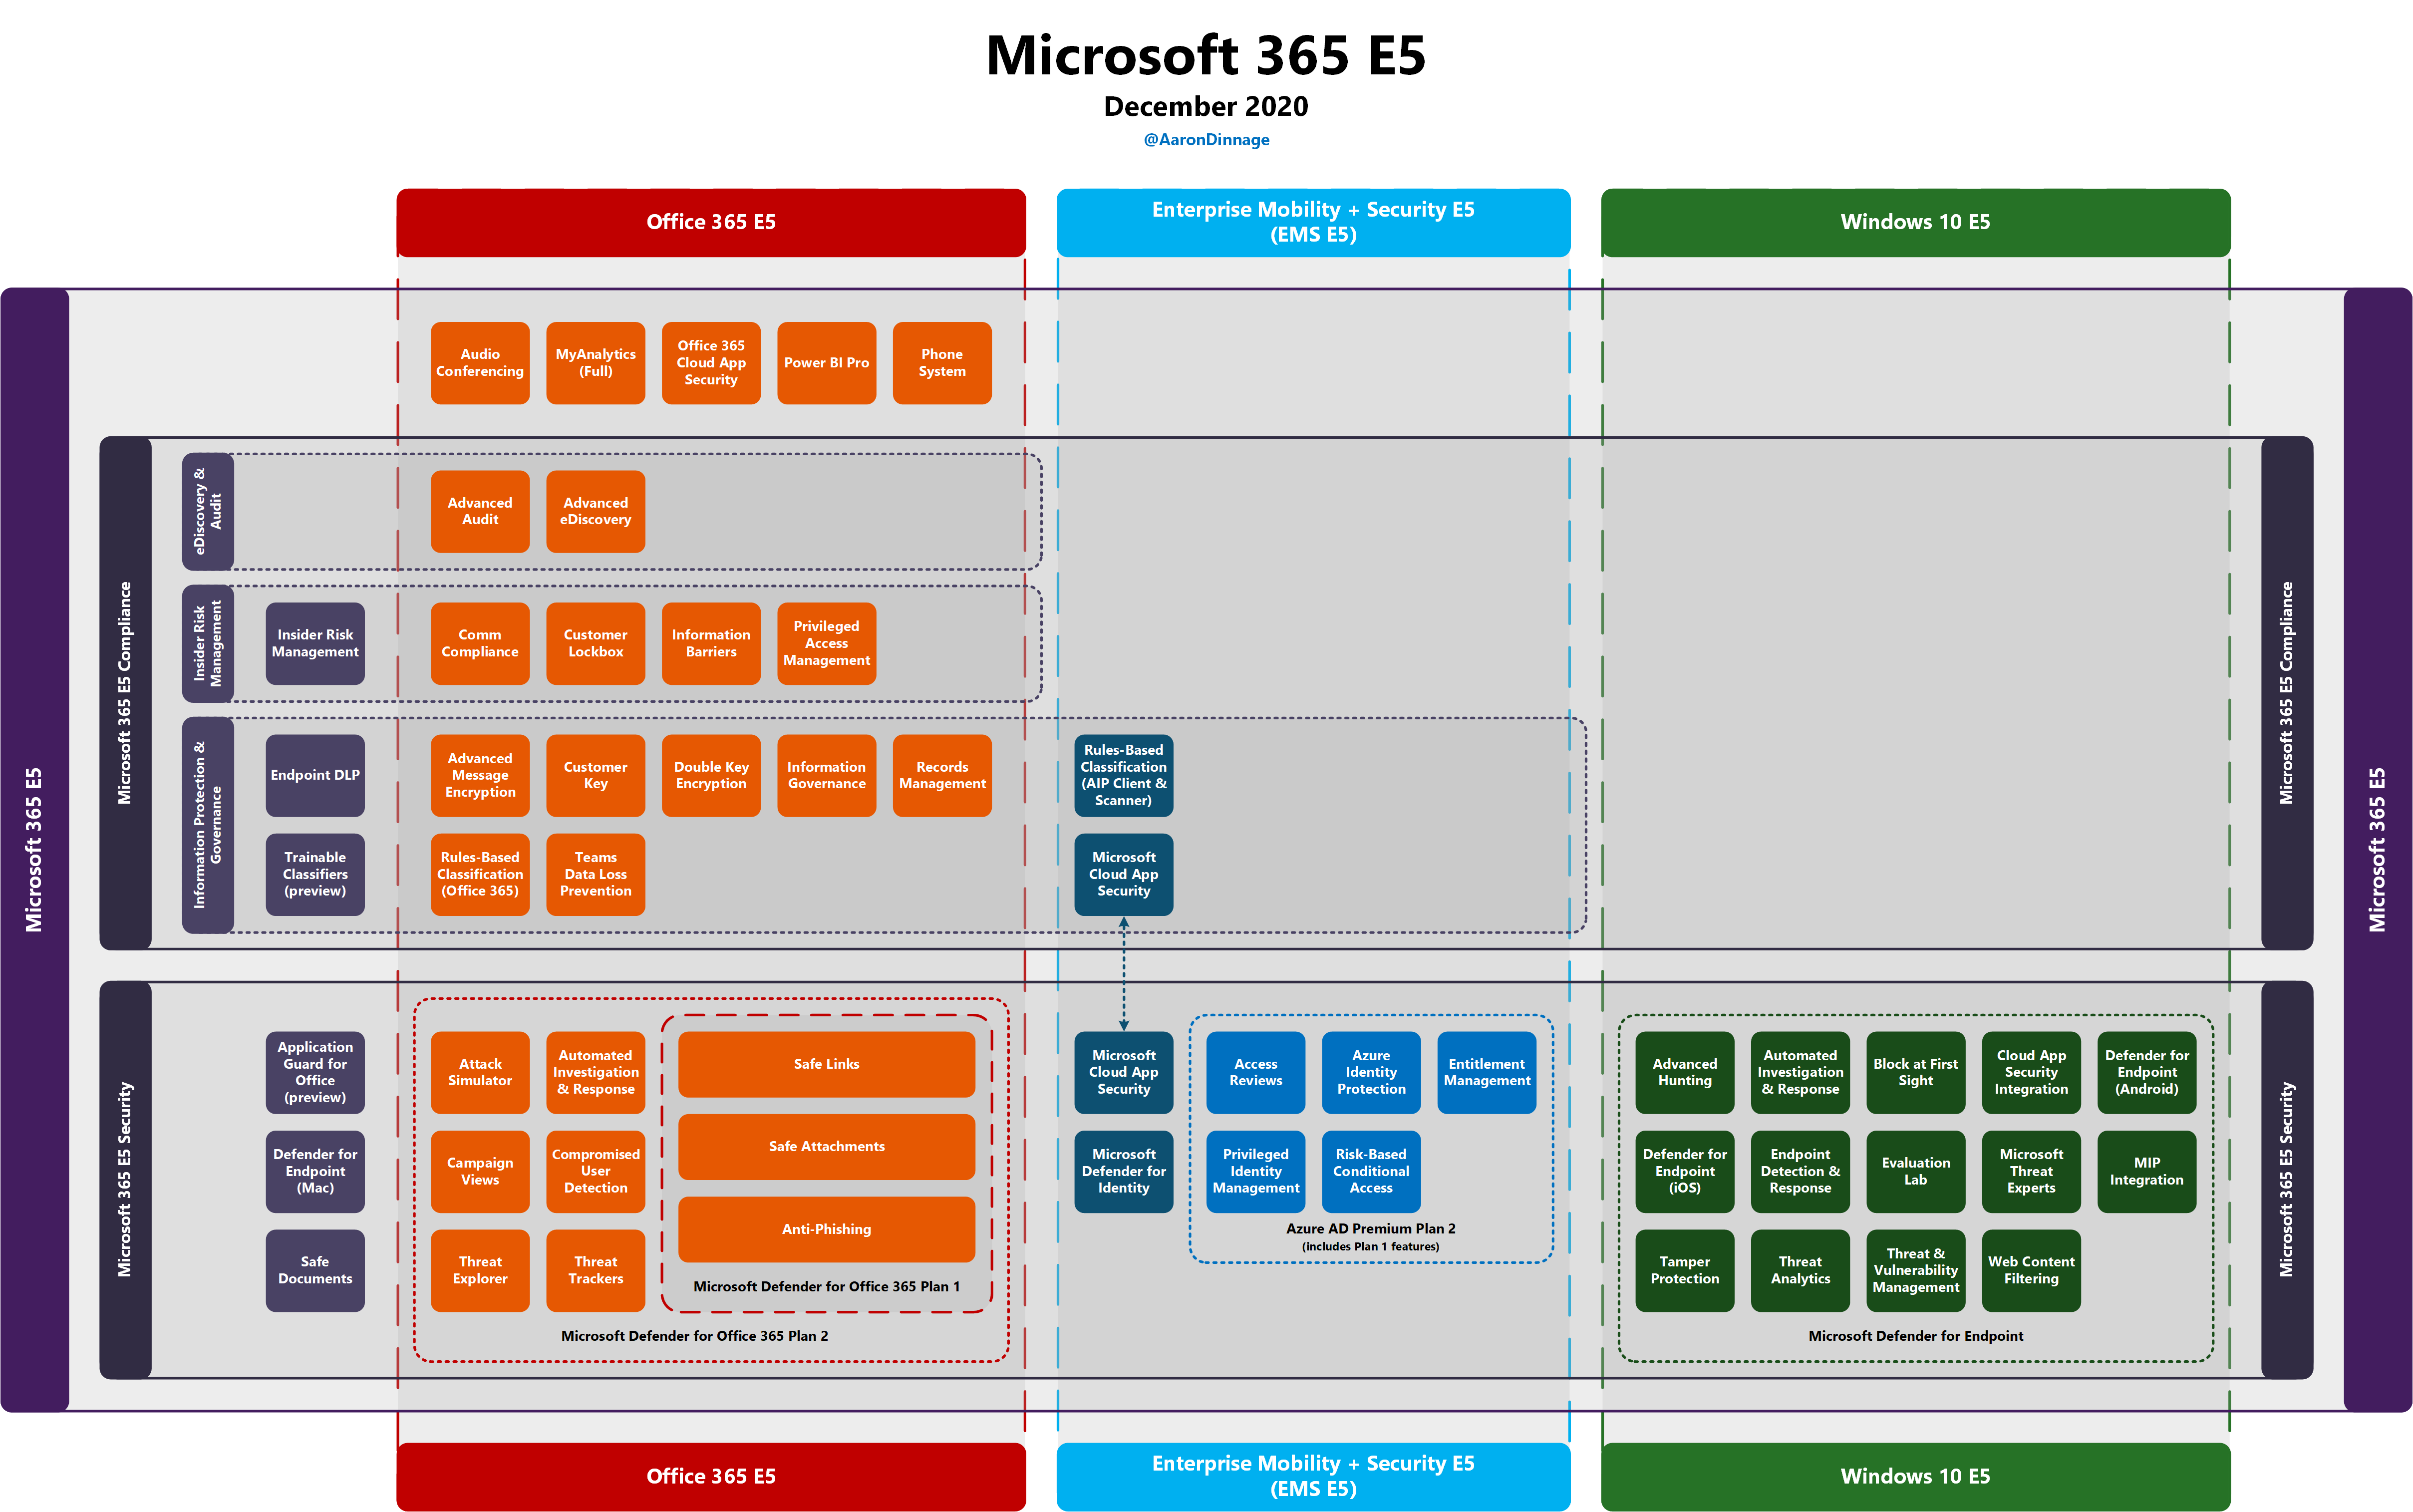 Microsoft 365 E5
December 2020
@AaronDinnage
Office 365 E5
Enterprise Mobility + Security E5
(EMS E5)
Windows 10 E5
Microsoft 365 E5
Microsoft 365 E5
Audio
Conferencing
MyAnalytics
(Full)
Office 365
Cloud App
Security
Power BI Pro
Phone
System
Microsoft 365 E5 Compliance
Microsoft 365 E5 Compliance
eDiscovery &
Audit
Advanced
Audit
Advanced
eDiscovery
Insider Risk
Management
Insider Risk
Management
Comm
Compliance
Customer
Lockbox
Information
Barriers
Privileged
Access
Management
Information Protection &
Governance
Endpoint DLP
Advanced
Message
Encryption
Customer
Key
Double Key
Encryption
Information
Governance
Records
Management
Rules-Based
Classification
(AIP Client &
Scanner)
Trainable
Classifiers
(preview)
Rules-Based
Classification
(Office 365)
Teams
Data Loss
Prevention
Microsoft
Cloud App
Security
Microsoft 365 E5 Security
Microsoft 365 E5 Security
Application
Guard for
Office
(preview)
Defender for
Endpoint
(Mac)
Safe
Documents
Attack
Simulator
Automated
Investigation
& Response
Campaign
Views
Compromised
User
Detection
Threat
Explorer
Threat
Trackers
Safe Links
Safe Attachments
Anti-Phishing
Microsoft Defender for Office 365 Plan 1
Microsoft Defender for Office 365 Plan 2
Microsoft
Cloud App
Security
Microsoft
Defender for
Identity
Access
Reviews
Azure
Identity
Protection
Entitlement
Management
Privileged
Identity
Management
Risk-Based
Conditional
Access
Azure AD Premium Plan 2
(includes Plan 1 features)
Advanced
Hunting
Automated
Investigation
& Response
Block at First
Sight
Cloud App
Security
Integration
Defender for
Endpoint
(Android)
Defender for
Endpoint
(iOS)
Endpoint
Detection &
Response
Evaluation
Lab
Microsoft
Threat
Experts
MIP
Integration
Tamper
Protection
Threat
Analytics
Threat &
Vulnerability
Management
Web Content
Filtering
Microsoft Defender for Endpoint
Office 365 E5
Enterprise Mobility + Security E5
(EMS E5)
Windows 10 E5